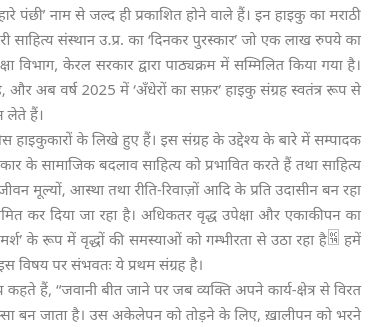 हारे पंछी’ नाम से जल्द ही प्रकाशित होने वाले हैं। इन हाइकु का मराठी
री साहित्य संस्थान उ.प्र. का ‘दिनकर पुरस्कार’ जो एक लाख रुपये का
क्षा विभाग, केरल सरकार द्वारा पाठ्यक्रम में सम्मिलित किया गया है।
, और अब वर्ष 2025 में ‘अँधेरों का सफ़र’ हाइकु संग्रह स्वतंत्र रूप से
लेते हैं।
स हाइकुकारों के लिखे हुए हैं। इस संग्रह के उद्देश्य के बारे में सम्पादक
कार के सामाजिक बदलाव साहित्य को प्रभावित करते हैं तथा साहित्य
जीवन मूल्यों, आस्था तथा रीति-रिवाज़ों आदि के प्रति उदासीन बन रहा
मित कर दिया जा रहा है। अधिकतर वृद्ध उपेक्षा और एकाकीपन का
मर्श’ के रूप में वृद्धों की समस्याओं को गम्भीरता से उठा रहा है हमें
इस विषय पर संभवतः ये प्रथम संग्रह है।
कहते हैं, “जवानी बीत जाने पर जब व्यक्ति अपने कार्य-क्षेत्र से विरत
सा बन जाता है। उस अकेलेपन को तोड़ने के लिए, ख़ालीपन को भरने